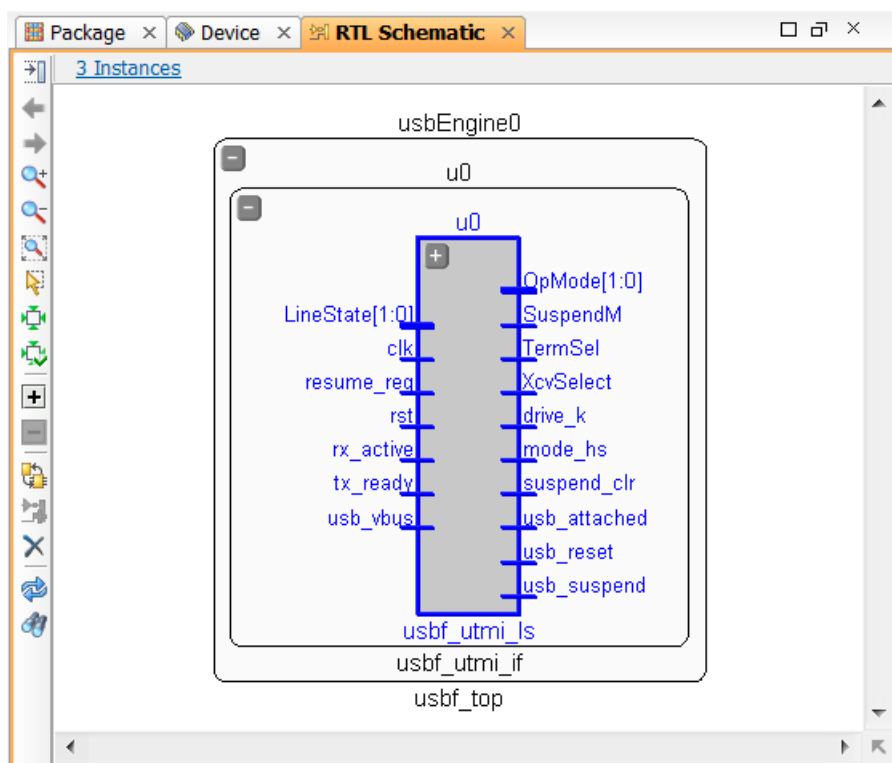 Package Device RTL Schematic
3 Instances
usbEngine0
u0
u0
OpMode[1:0]
LineState[1:0] SuspendM
clk TermSel
resume_req XcvSelect
rst drive_k
rx_active mode_hs
tx_ready suspend_clr
usb_vbus usb_attached
usb_reset
usb_suspend
usbf_utmi_ls
usbf_utmi_if
usbf_top